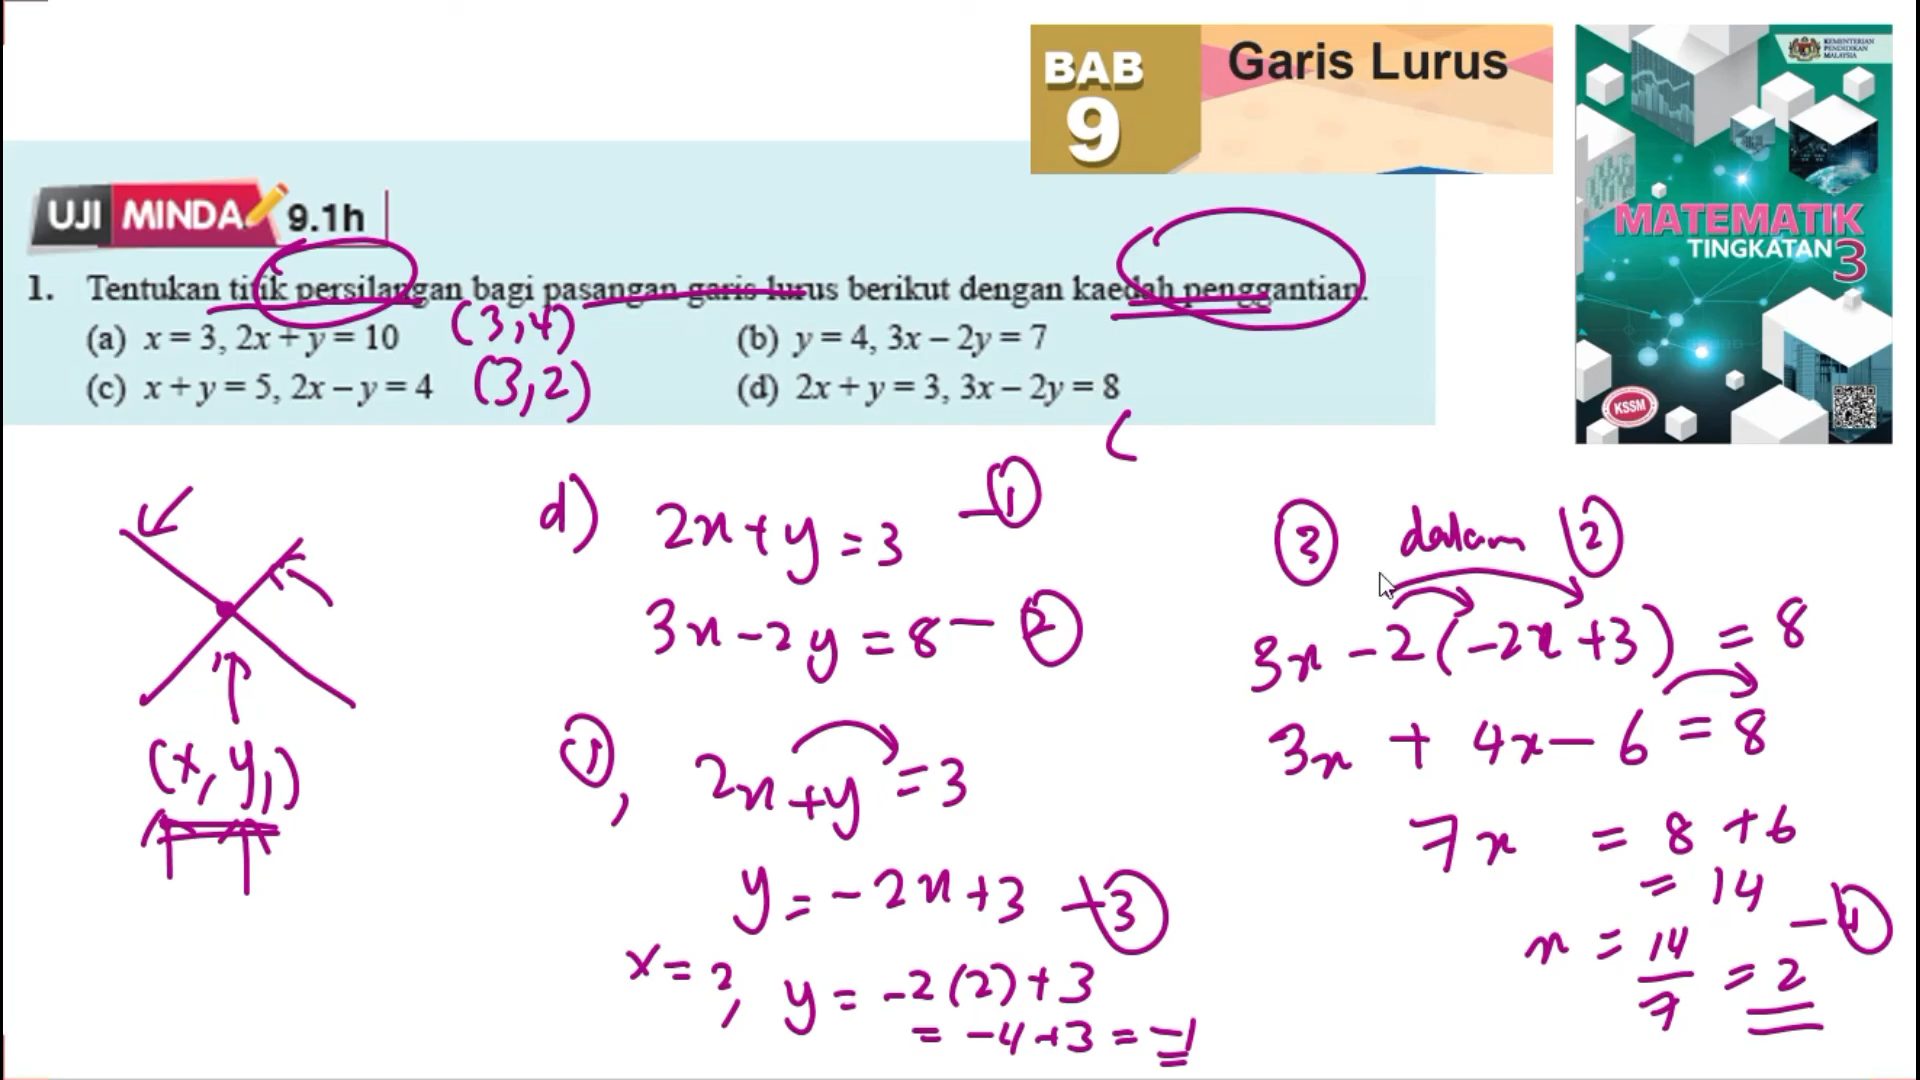 BAB
9
Garis Lurus
KEMENTERIAN
PENDIDIKAN
MALAYSIA
MATEMATIK
TINGKATAN 3
KSSM
UJI MINDA 9.1h
1. Tentukan titik persilangan bagi pasangan garis lurus berikut dengan kaedah penggantian.
(a) x = 3, 2x + y = 10 (3,4)
(b) y = 4, 3x – 2y = 7
(c) x + y = 5, 2x – y = 4 (3,2)
(d) 2x + y = 3, 3x – 2y = 8
(
(x, y,)
d) 2x + y = 3 – ①
3x – 2y = 8 – ②
①, 2x + y = 3
y = -2x + 3 – ③
x = 2, y = -2(2) + 3
= -4 + 3 = -1
③ dalam ②
3x – 2(-2x + 3) = 8
3x + 4x – 6 = 8
7x = 8 + 6
= 14
x = 14/7 = 2 – ④